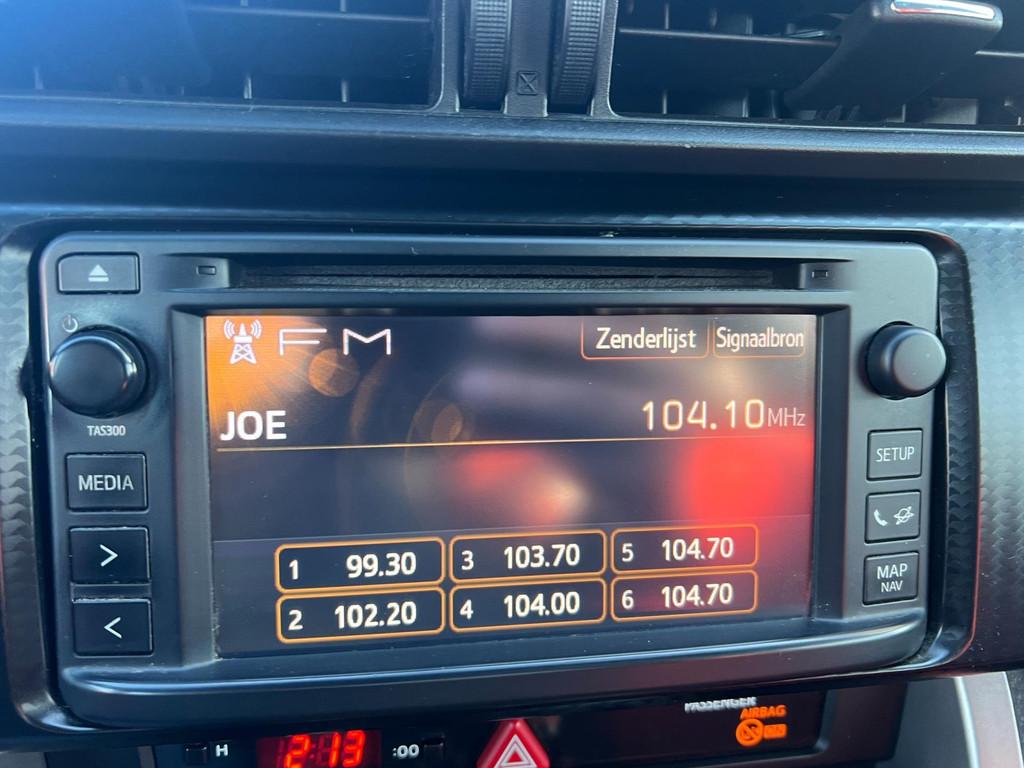 FM
Zenderlijst Signaalbron
JOE 104.10MHz
TAS300
MEDIA
SETUP
MAP
NAV
>
<
1 99.30 3 103.70 5 104.70
2 102.20 4 104.00 6 104.70
PASSENGER
AIRBAG
H 2:13 :00